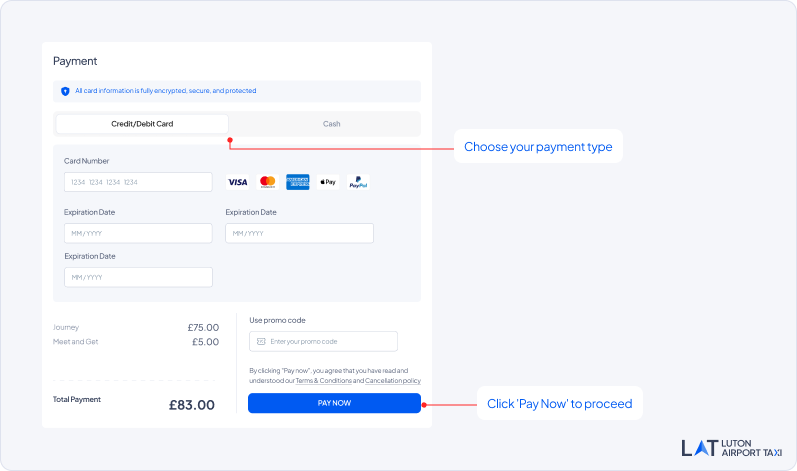 Payment
All card information is fully encrypted, secure, and protected
Credit/Debit Card
Cash
Choose your payment type
Card Number
1234 1234 1234 1234
VISA
Pay
PayPal
Expiration Date
Expiration Date
MM / YYYY
MM / YYYY
Expiration Date
MM / YYYY
Journey
£75.00
Meet and Get
£5.00
Total Payment
£83.00
Use promo code
Enter your promo code
By clicking "Pay now", you agree that you have read and
understood our Terms & Conditions and Cancellation policy
PAY NOW
Click 'Pay Now' to proceed
LAT LUTON
AIRPORT TAXI